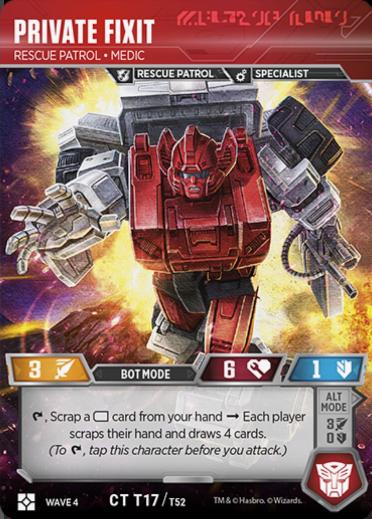 PRIVATE FIXIT
RESCUE PATROL • MEDIC
RESCUE PATROL
SPECIALIST
3
BOT MODE
6
1
, Scrap a card from your hand → Each player
scraps their hand and draws 4 cards.
(To , tap this character before you attack.)
ALT
MODE
3
0
WAVE 4
CT T17/T52
TM & © Hasbro. © Wizards.